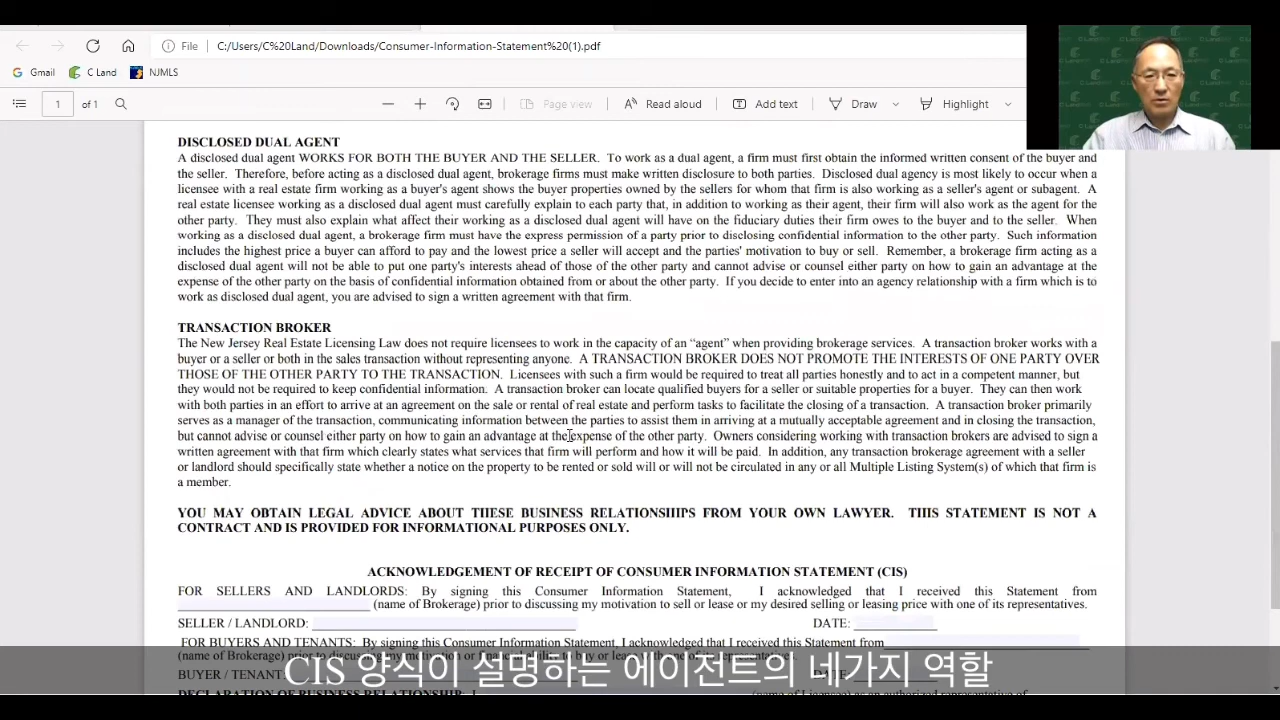 File C:/Users/C%20Land/Downloads/Consumer-Information-Statement%20(1).pdf
Gmail C Land NJMLS
1 of 1 Page view Read aloud Add text Draw Highlight
DISCLOSED DUAL AGENT
A disclosed dual agent WORKS FOR BOTH THE BUYER AND THE SELLER. To work as a dual agent, a firm must first obtain the informed written consent of the buyer and
the seller. Therefore, before acting as a disclosed dual agent, brokerage firms must make written disclosure to both parties. Disclosed dual agency is most likely to occur when a
licensee with a real estate firm working as a buyer's agent shows the buyer properties owned by the sellers for whom that firm is also working as a seller's agent or subagent. A
real estate licensee working as a disclosed dual agent must carefully explain to each party that, in addition to working as their agent, their firm will also work as the agent for the
other party. They must also explain what affect their working as a disclosed dual agent will have on the fiduciary duties their firm owes to the buyer and to the seller. When
working as a disclosed dual agent, a brokerage firm must have the express permission of a party prior to disclosing confidential information to the other party. Such information
includes the highest price a buyer can afford to pay and the lowest price a seller will accept and the parties' motivation to buy or sell. Remember, a brokerage firm acting as a
disclosed dual agent will not be able to put one party's interests ahead of those of the other party and cannot advise or counsel either party on how to gain an advantage at the
expense of the other party on the basis of confidential information obtained from or about the other party. If you decide to enter into an agency relationship with a firm which is to
work as disclosed dual agent, you are advised to sign a written agreement with that firm.
TRANSACTION BROKER
The New Jersey Real Estate Licensing Law does not require licensees to work in the capacity of an “agent” when providing brokerage services. A transaction broker works with a
buyer or a seller or both in the sales transaction without representing anyone. A TRANSACTION BROKER DOES NOT PROMOTE THE INTERESTS OF ONE PARTY OVER
THOSE OF THE OTHER PARTY TO THE TRANSACTION. Licensees with such a firm would be required to treat all parties honestly and to act in a competent manner, but
they would not be required to keep confidential information. A transaction broker can locate qualified buyers for a seller or suitable properties for a buyer. They can then work
with both parties in an effort to arrive at an agreement on the sale or rental of real estate and perform tasks to facilitate the closing of a transaction. A transaction broker primarily
serves as a manager of the transaction, communicating information between the parties to assist them in arriving at a mutually acceptable agreement and in closing the transaction,
but cannot advise or counsel either party on how to gain an advantage at the expense of the other party. Owners considering working with transaction brokers are advised to sign a
written agreement with that firm which clearly states what services that firm will perform and how it will be paid. In addition, any transaction brokerage agreement with a seller
or landlord should specifically state whether a notice on the property to be rented or sold will or will not be circulated in any or all Multiple Listing System(s) of which that firm is
a member.
YOU MAY OBTAIN LEGAL ADVICE ABOUT THESE BUSINESS RELATIONSHIPS FROM YOUR OWN LAWYER. THIS STATEMENT IS NOT A
CONTRACT AND IS PROVIDED FOR INFORMATIONAL PURPOSES ONLY.
ACKNOWLEDGEMENT OF RECEIPT OF CONSUMER INFORMATION STATEMENT (CIS)
FOR SELLERS AND LANDLORDS: By signing this Consumer Information Statement, I acknowledged that I received this Statement from
(name of Brokerage) prior to discussing my motivation to sell or lease or my desired selling or leasing price with one of its representatives.
SELLER / LANDLORD: DATE:
FOR BUYERS AND TENANTS: By signing this Consumer Information Statement, I acknowledged that I received this Statement from
(name of Brokerage) prior to discussing my motivation or financial ability to buy or lease
BUYER / TENANT: DATE:
CIS 양식이 설명하는 에이전트의 네가지 역할
DECLARATION OF BUSINESS RELATIONSHIP: I, (name of Licensee) as an authorized representative of